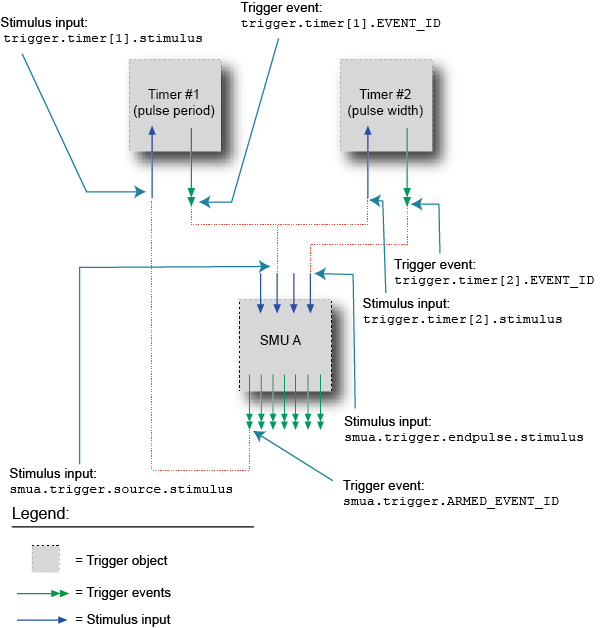 Stimulus input:
trigger.timer[1].stimulus
Trigger event:
trigger.timer[1].EVENT_ID
Timer #1
(pulse period)
Timer #2
(pulse width)
Trigger event:
trigger.timer[2].EVENT_ID
Stimulus input:
trigger.timer[2].stimulus
SMU A
Stimulus input:
smua.trigger.endpulse.stimulus
Stimulus input:
smua.trigger.source.stimulus
Trigger event:
smua.trigger.ARMED_EVENT_ID
Legend:
= Trigger object
= Trigger events
= Stimulus input